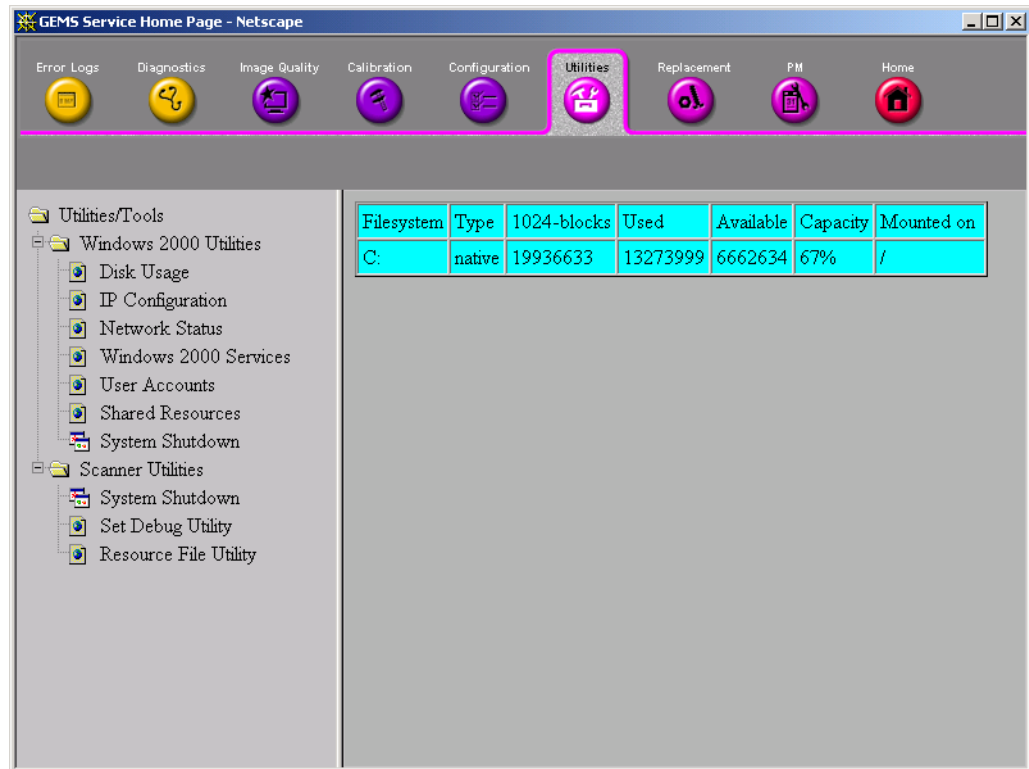 GEMS Service Home Page - Netscape
Error Logs Diagnostics Image Quality Calibration Configuration Utilities Replacement PM Home
Utilities/Tools
Windows 2000 Utilities
Disk Usage
IP Configuration
Network Status
Windows 2000 Services
User Accounts
Shared Resources
System Shutdown
Scanner Utilities
System Shutdown
Set Debug Utility
Resource File Utility
Filesystem Type 1024-blocks Used Available Capacity Mounted on
C: native 19936633 13273999 6662634 67% /